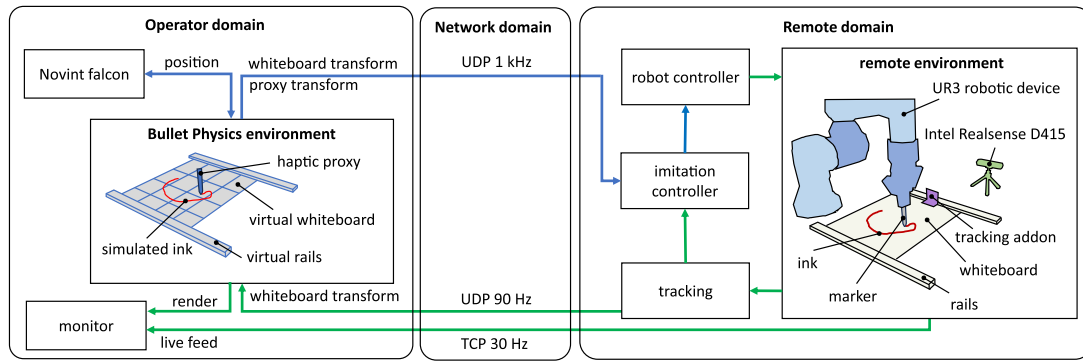 Operator domain
Network domain
Remote domain
Novint falcon
position
whiteboard transform
proxy transform
UDP 1 kHz
robot controller
remote environment
UR3 robotic device
Intel Realsense D415
Bullet Physics environment
haptic proxy
virtual whiteboard
simulated ink
virtual rails
imitation
controller
tracking addon
ink
whiteboard
marker
rails
tracking
render
whiteboard transform
UDP 90 Hz
monitor
live feed
TCP 30 Hz